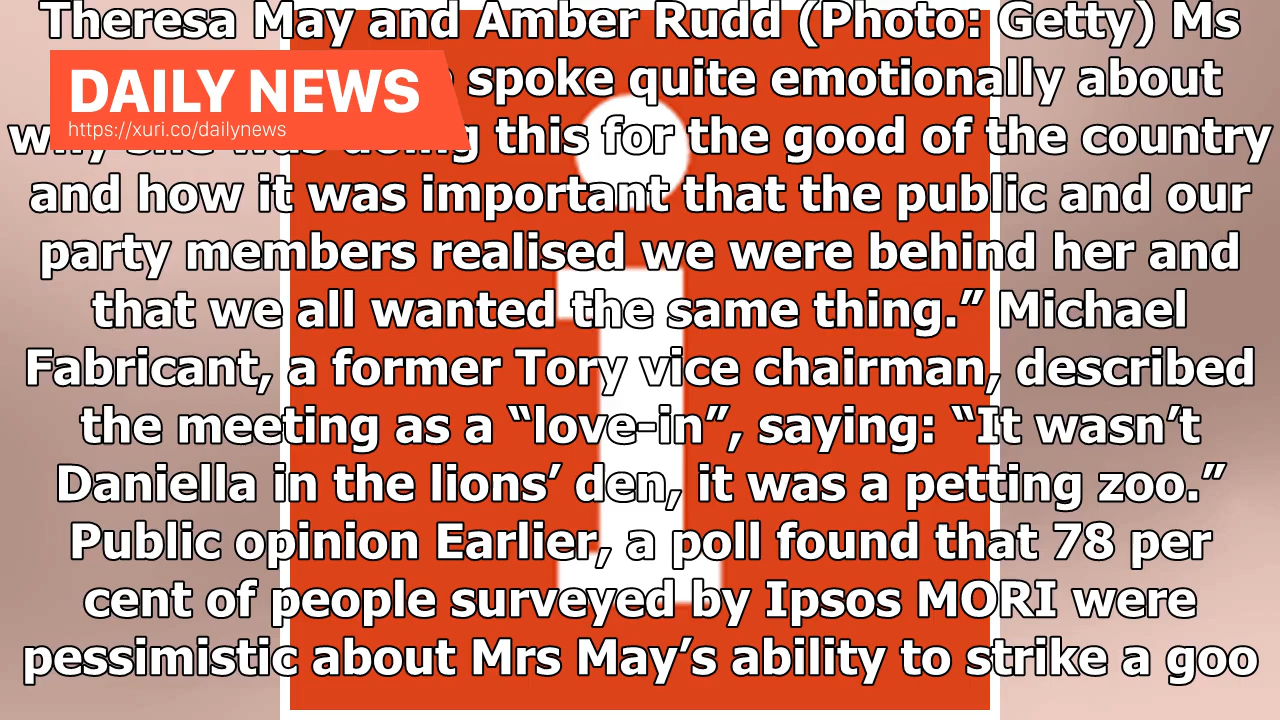 Theresa May and Amber Rudd (Photo: Getty) Ms
DAILY NEWS
https://xuri.co/dailynews
spoke quite emotionally about
this for the good of the country
and how it was important that the public and our
party members realised we were behind her and
that we all wanted the same thing.” Michael
Fabricant, a former Tory vice chairman, described
the meeting as a “love-in”, saying: “It wasn’t
Daniella in the lions’ den, it was a petting zoo.”
Public opinion Earlier, a poll found that 78 per
cent of people surveyed by Ipsos MORI were
pessimistic about Mrs May’s ability to strike a goo